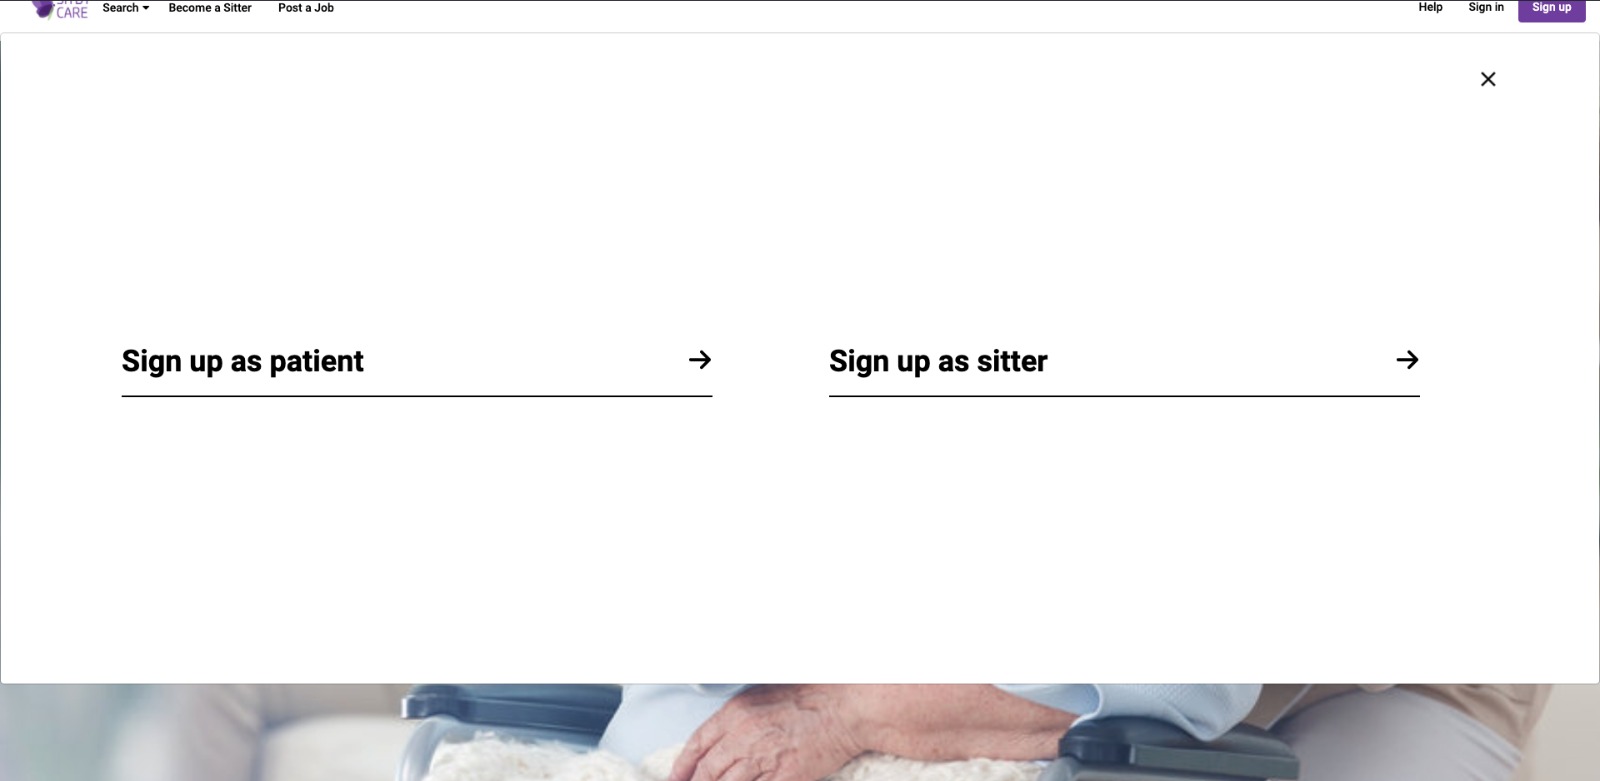 CARE
Search
Become a Sitter
Post a Job
Help
Sign in
Sign up
Sign up as patient
Sign up as sitter